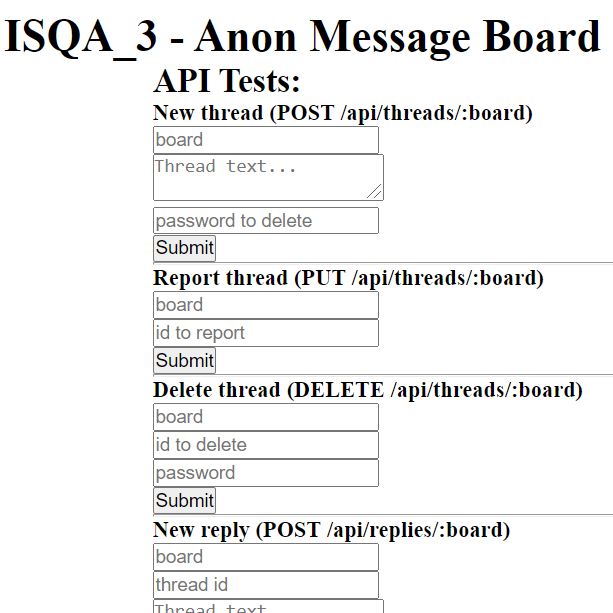 ISQA_3 - Anon Message Board
API Tests:
New thread (POST /api/threads/:board)
board
Thread text...
password to delete
Submit
Report thread (PUT /api/threads/:board)
board
id to report
Submit
Delete thread (DELETE /api/threads/:board)
board
id to delete
password
Submit
New reply (POST /api/replies/:board)
board
thread id
Thread text